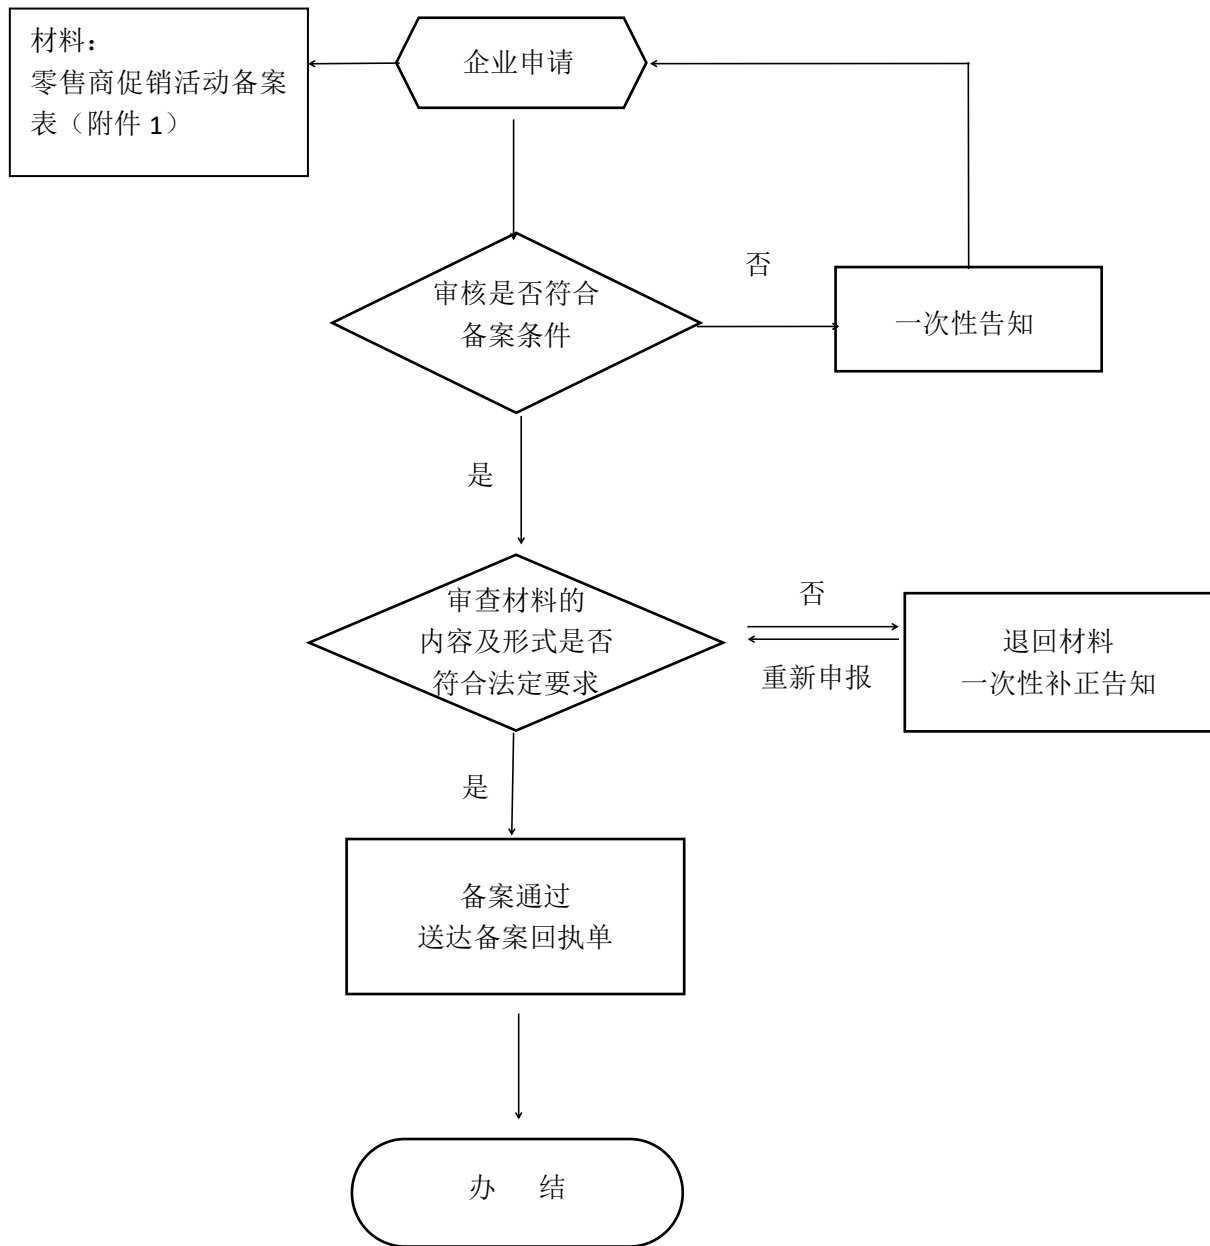 材料：
零售商促销活动备案
表（附件 1）
企业申请
审核是否符合
备案条件
否
一次性告知
是
审查材料的
内容及形式是否
符合法定要求
否
重新申报
退回材料
一次性补正告知
是
备案通过
送达备案回执单
办 结